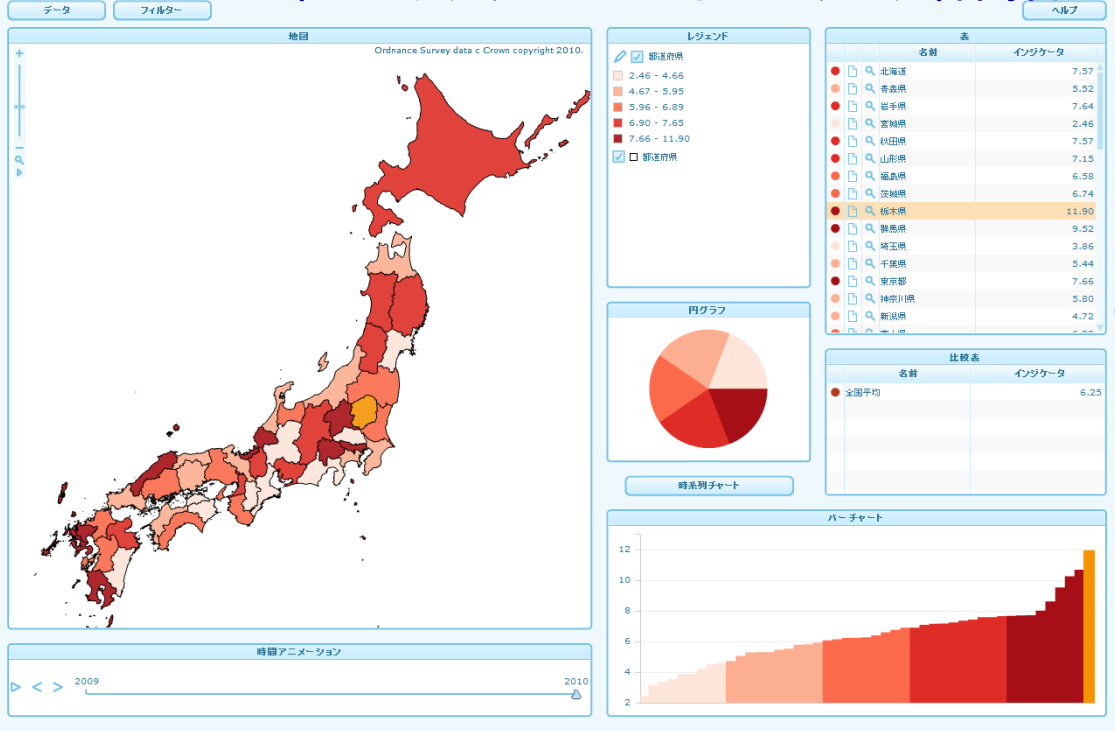 データ
フィルター
ヘルプ
地図
Ordnance Survey data c Crown copyright 2010.
レジェンド
都道府県
2.46 - 4.66
4.67 - 5.95
5.96 - 6.89
6.90 - 7.65
7.66 - 11.90
都道府県
表
名前 インジケータ
北海道 7.57
青森県 5.52
岩手県 7.64
宮城県 2.46
秋田県 7.57
山形県 7.15
福島県 6.58
茨城県 6.74
栃木県 11.90
群馬県 9.52
埼玉県 3.86
千葉県 5.44
東京都 7.66
神奈川県 5.80
新潟県 4.72
円グラフ
時系列チャート
比較表
名前 インジケータ
全国平均 6.25
バーチャート
12
10
8
6
4
2
時間アニメーション
2009
2010